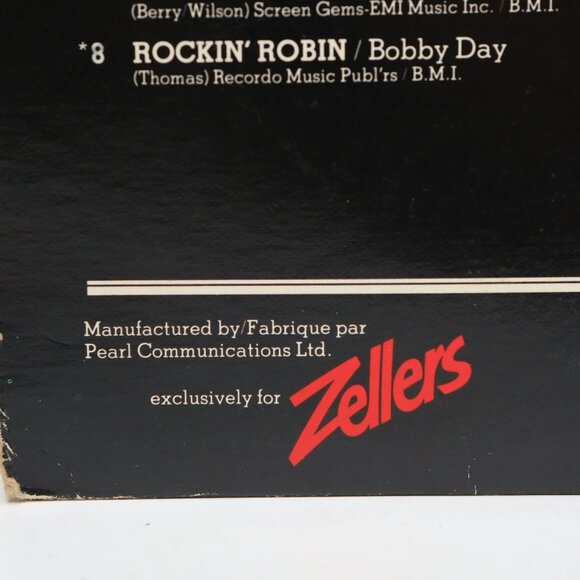 (Berry/Wilson) Screen Gems-EMI Music Inc. / B.M.I.
*8 ROCKIN' ROBIN / Bobby Day
(Thomas) Recordo Music Publ'rs / B.M.I.
Manufactured by/Fabrique par
Pearl Communications Ltd.
exclusively for Zellers